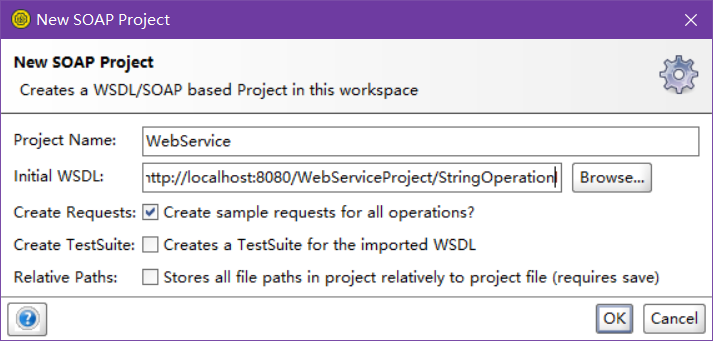 New SOAP Project
New SOAP Project
Creates a WSDL/SOAP based Project in this workspace
Project Name: WebService
Initial WSDL: http://localhost:8080/WebServiceProject/StringOperation Browse...
Create Requests: Create sample requests for all operations?
Create TestSuite: Creates a TestSuite for the imported WSDL
Relative Paths: Stores all file paths in project relatively to project file (requires save)
? OK Cancel